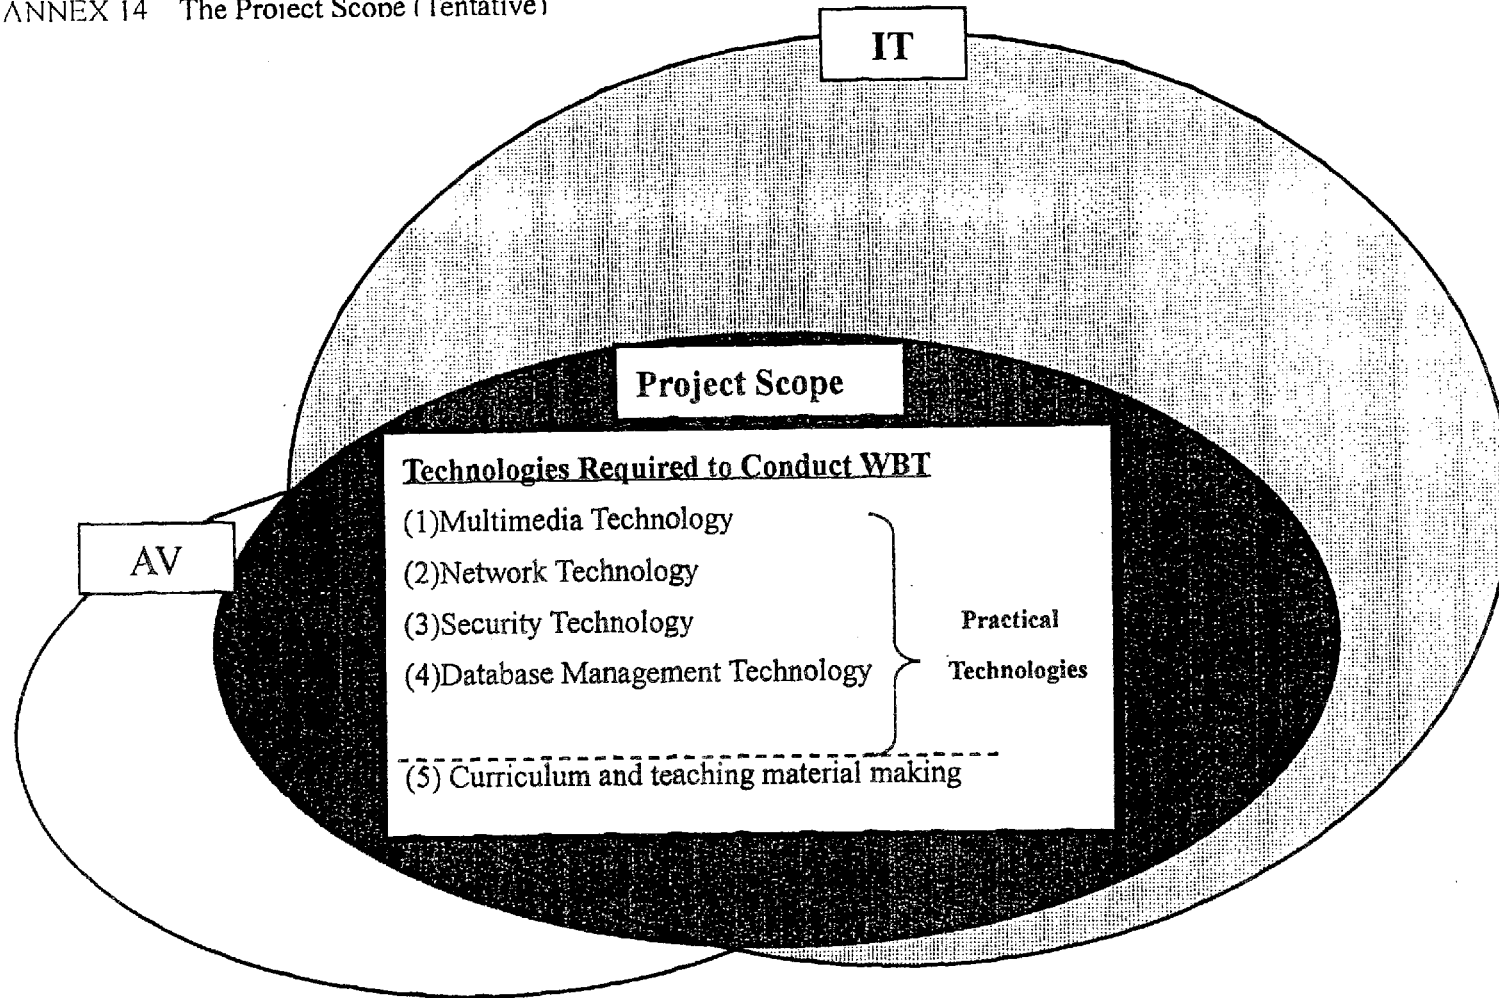 ANNEX 14 The Project Scope (Tentative)
IT
Project Scope
Technologies Required to Conduct WBT
(1)Multimedia Technology
AV
(2)Network Technology
(3)Security Technology
Practical
(4)Database Management Technology
Technologies
(5) Curriculum and teaching material making